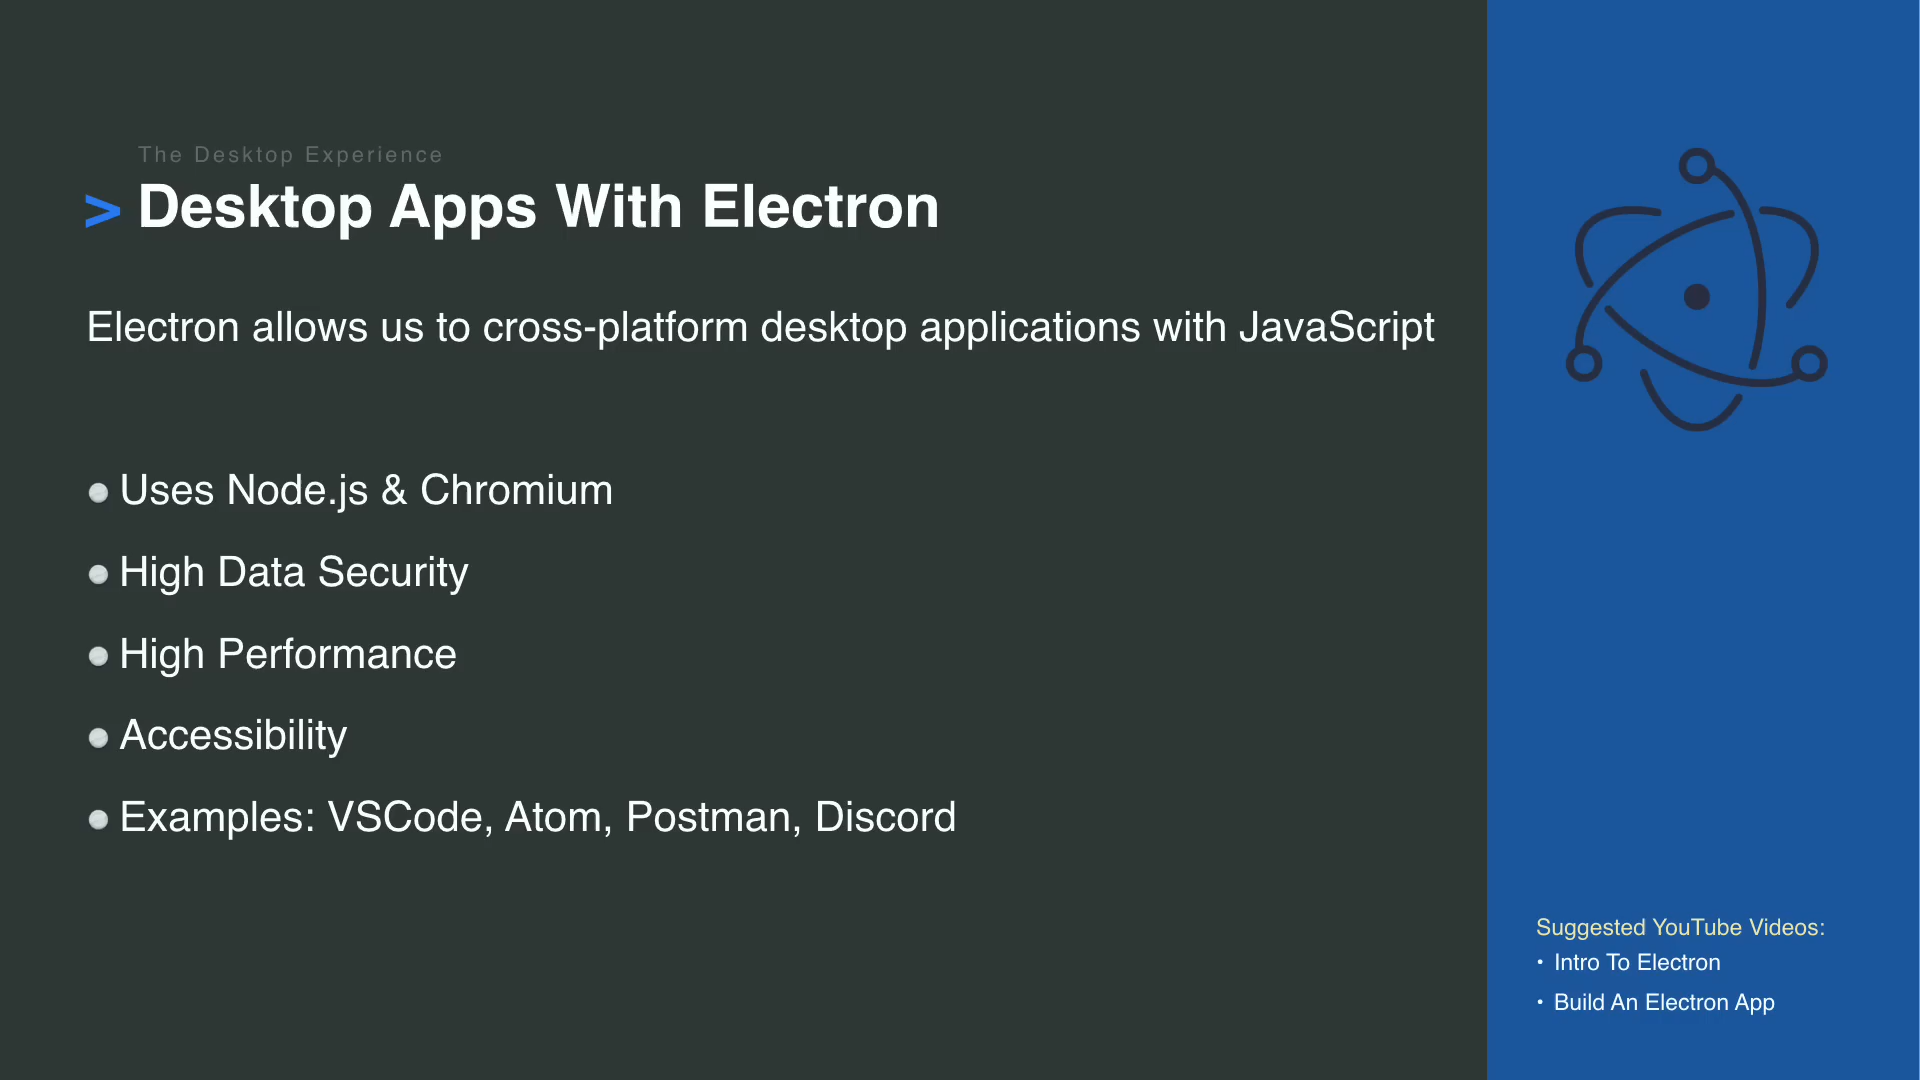 The Desktop Experience
> Desktop Apps With Electron
Electron allows us to cross-platform desktop applications with JavaScript
Uses Node.js & Chromium
High Data Security
High Performance
Accessibility
Examples: VSCode, Atom, Postman, Discord
Suggested YouTube Videos:
• Intro To Electron
• Build An Electron App